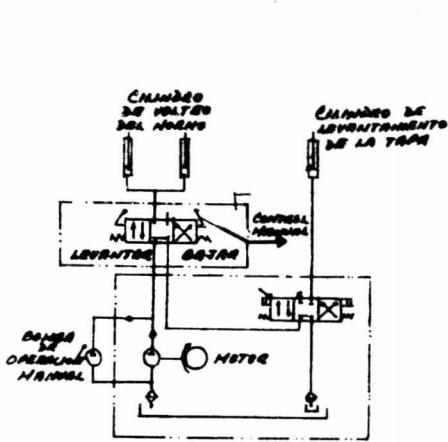 CILINDRO
DE VOLTEO
DEL HORNO
CILINDRO DE
LEVANTAMIENTO
DE LA TAPA
CONTROL
MANUAL
LEVANTAR
BAJAR
BOMBA
DE
OPERACION
MANUAL
MOTOR